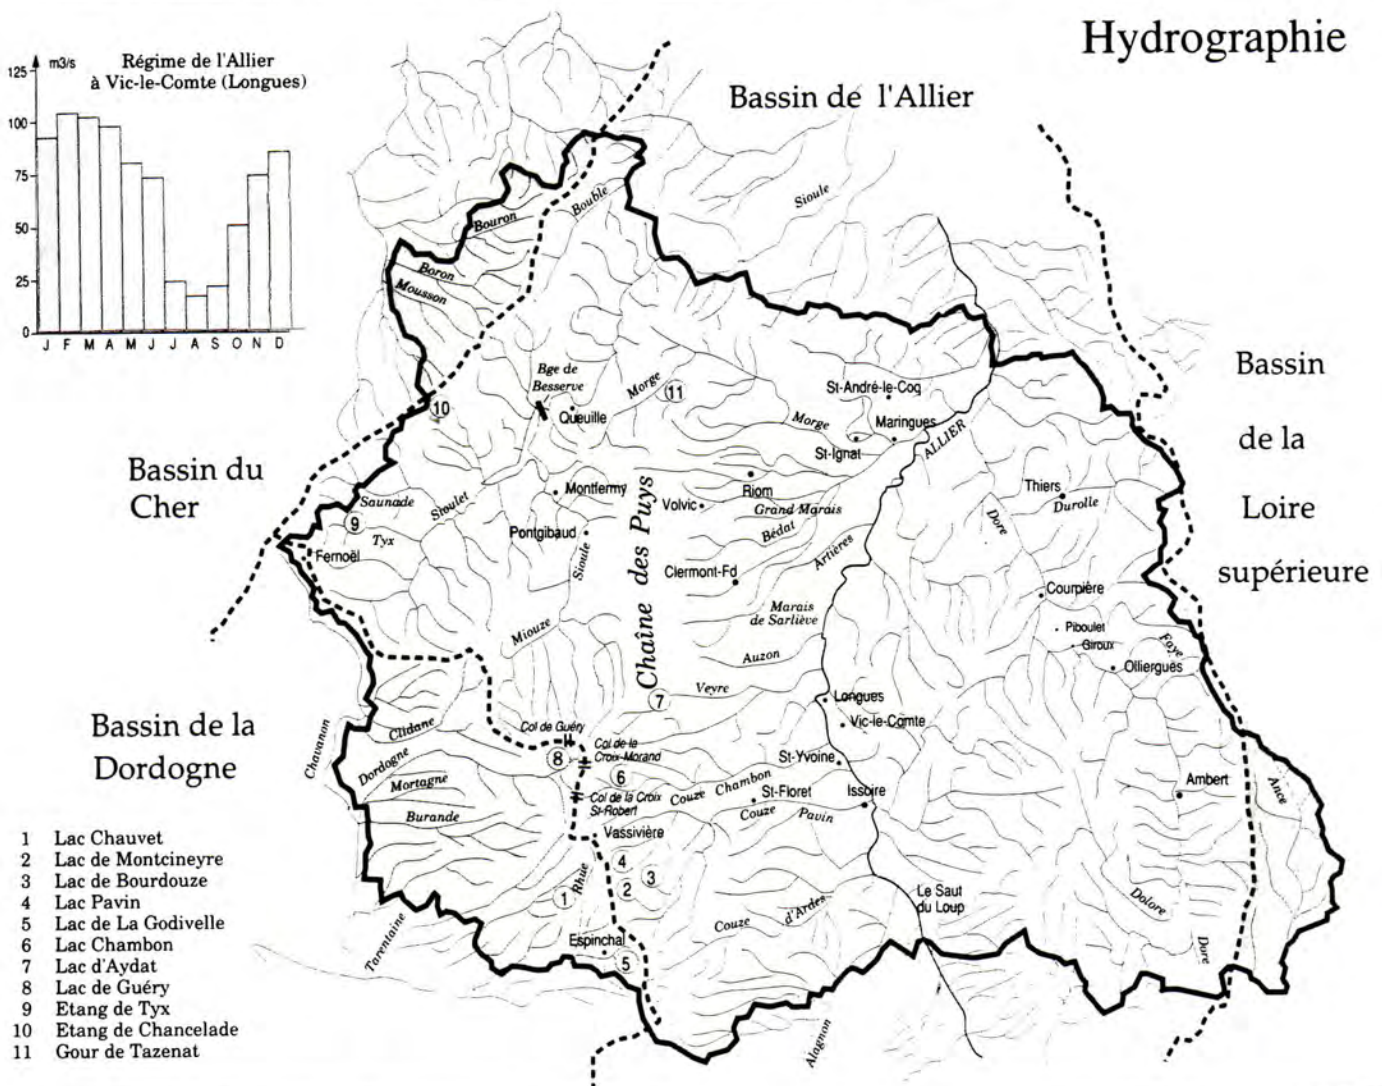 Hydrographie
m3/s
Régime de l'Allier
à Vic-le-Comte (Longues)
125
100
75
50
25
0
J F M A M J J A S O N D
Bassin de l'Allier
Sioule
Bouble
Bouron
Boron
Mousson
Bge de
Besserve
Morge
11
10
Queuille
St-André-le-Coq
Morge
Maringues
St-Ignat
ALLIER
Bassin
de la
Loire
supérieure
Bassin du
Cher
Saunade
Sioulet
9
Tyx
Fernoël
Montfermy
Pontgibaud
Sioule
Chaîne des Puys
Volvic
Riom
Grand Marais
Bédat
Artières
Clermont-Fd
Thiers
Durolle
Dore
Courpière
Piboulet
Giroux
Faye
Olliergues
Marais
de Sarliève
Miouze
Auzon
Veyre
7
Longues
Vic-le-Comte
Bassin de la
Dordogne
Chavanon
Clidane
Dordogne
Mortagne
Burande
Col de Guéry
8
Col de la
Croix-Morand
6
Col de la Croix
St-Robert
Couze Chambon
St-Yvoine
St-Floret
Issoire
Couze Pavin
Vassivière
Ambert
Ance
4
3
2
1
Rhue
Tarentaine
Espinchal
5
Couze d'Ardes
Le Saut
du Loup
Dolore
Dore
Alagnon
1 Lac Chauvet
2 Lac de Montcineyre
3 Lac de Bourdouze
4 Lac Pavin
5 Lac de La Godivelle
6 Lac Chambon
7 Lac d'Aydat
8 Lac de Guéry
9 Etang de Tyx
10 Etang de Chancelade
11 Gour de Tazenat